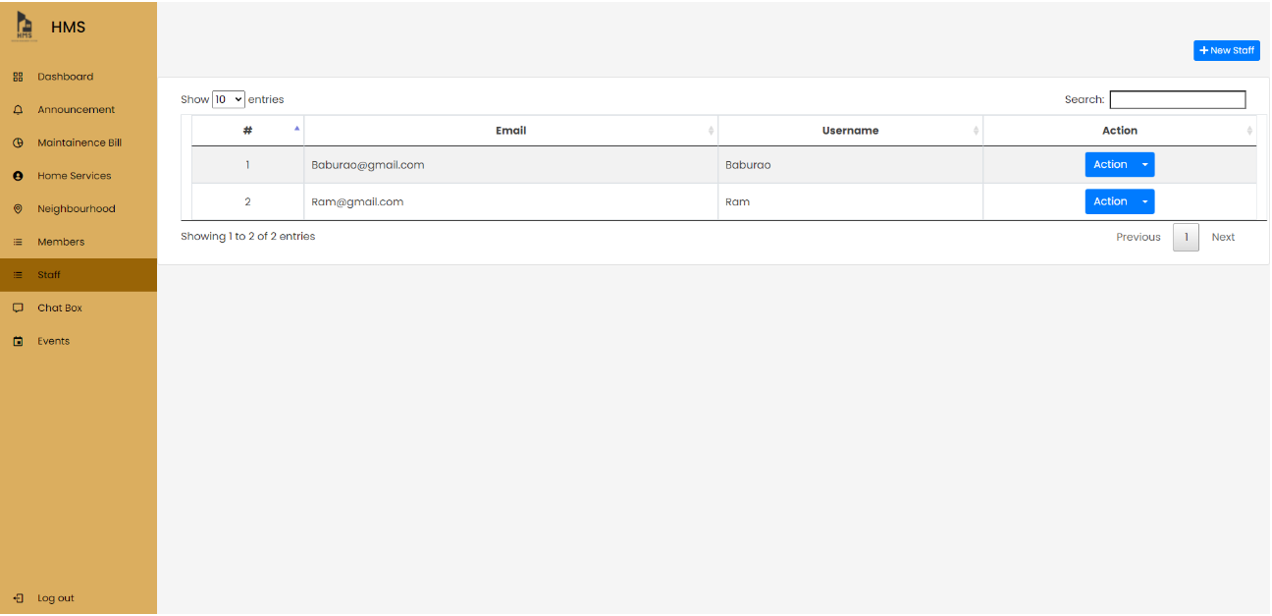 HMS
HMS
Dashboard
Announcement
Maintainence Bill
Home Services
Neighbourhood
Members
Staff
Chat Box
Events
Log out
+ New Staff
Show 10 entries
Search:
# Email Username Action
1 Baburao@gmail.com Baburao Action
2 Ram@gmail.com Ram Action
Showing 1 to 2 of 2 entries
Previous 1 Next